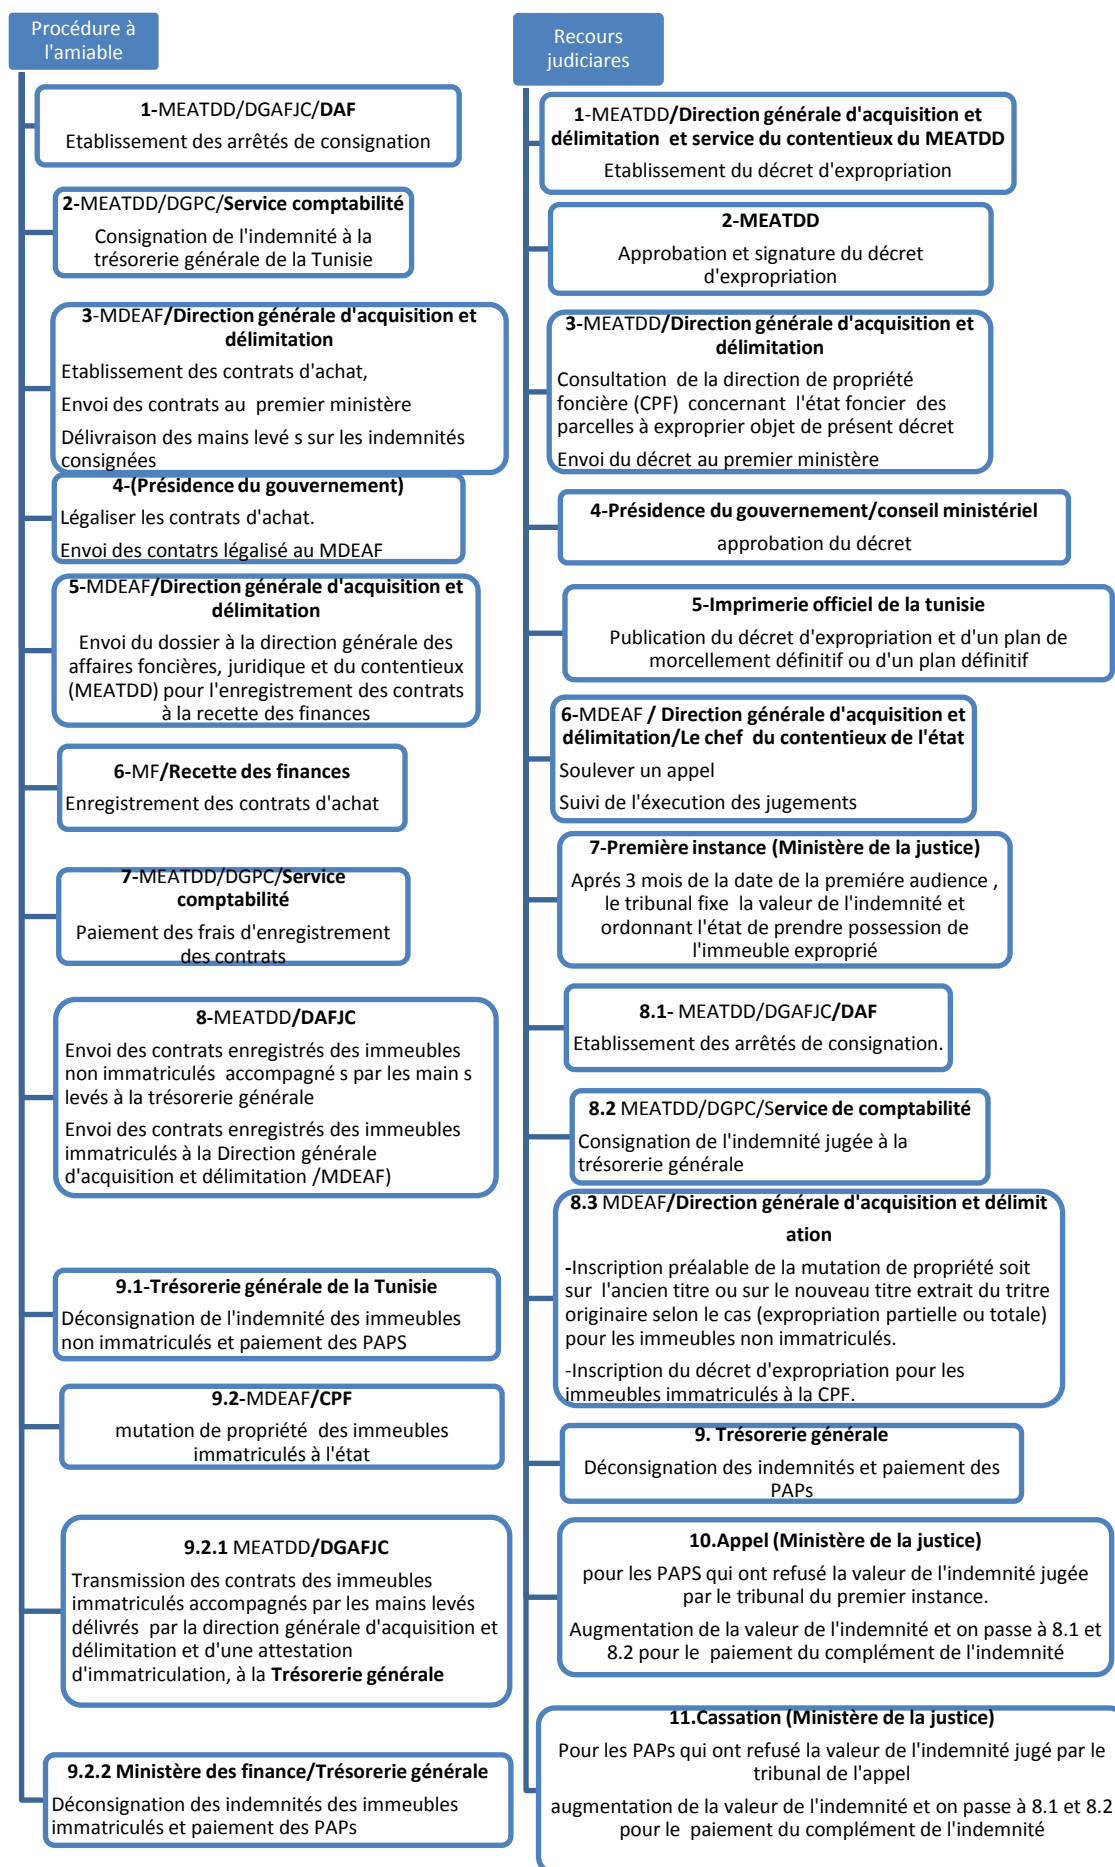 Procédure à
l'amiable
1-MEATDD/DGAFJC/DAF
Etablissement des arrêtés de consignation
2-MEATDD/DGPC/Service comptabilité
Consignation de l'indemnité à la
trésorerie générale de la Tunisie
3-MDEAF/Direction générale d'acquisition et
délimitation
Etablissement des contrats d'achat,
Envoi des contrats au premier ministère
Délivraison des mains levé s sur les indemnités
consignées
4-(Présidence du gouvernement)
Légaliser les contrats d'achat.
Envoi des contatrs légalisé au MDEAF
5-MDEAF/Direction générale d'acquisition et
délimitation
Envoi du dossier à la direction générale des
affaires foncières, juridique et du contentieux
(MEATDD) pour l'enregistrement des contrats
à la recette des finances
6-MF/Recette des finances
Enregistrement des contrats d'achat
7-MEATDD/DGPC/Service
comptabilité
Paiement des frais d'enregistrement
des contrats
8-MEATDD/DAFJC
Envoi des contrats enregistrés des immeubles
non immatriculés accompagné s par les main s
levés à la trésorerie générale
Envoi des contrats enregistrés des immeubles
immatriculés à la Direction générale
d'acquisition et délimitation /MDEAF)
9.1-Trésorerie générale de la Tunisie
Déconsignation de l'indemnité des immeubles
non immatriculés et paiement des PAPS
9.2-MDEAF/CPF
mutation de propriété des immeubles
immatriculés à l'état
9.2.1 MEATDD/DGAFJC
Transmission des contrats des immeubles
immatriculés accompagnés par les mains levés
délivrés par la direction générale d'acquisition et
délimitation et d'une attestation
d'immatriculation, à la Trésorerie générale
9.2.2 Ministère des finance/Trésorerie générale
Déconsignation des indemnités des immeubles
immatriculés et paiement des PAPs
Recours
judiciares
1-MEATDD/Direction générale d'acquisition et
délimitation et service du contentieux du MEATDD
Etablissement du décret d'expropriation
2-MEATDD
Approbation et signature du décret
d'expropriation
3-MEATDD/Direction générale d'acquisition et
délimitation
Consultation de la direction de propriété
foncière (CPF) concernant l'état foncier des
parcelles à exproprier objet de présent décret
Envoi du décret au premier ministère
4-Présidence du gouvernement/conseil ministériel
approbation du décret
5-Imprimerie officiel de la tunisie
Publication du décret d'expropriation et d'un plan de
morcellement définitif ou d'un plan définitif
6-MDEAF / Direction générale d'acquisition et
délimitation/Le chef du contentieux de l'état
Soulever un appel
Suivi de l'éxecution des jugements
7-Première instance (Ministère de la justice)
Aprés 3 mois de la date de la premiére audience ,
le tribunal fixe la valeur de l'indemnité et
ordonnant l'état de prendre possession de
l'immeuble exproprié
8.1- MEATDD/DGAFJC/DAF
Etablissement des arrêtés de consignation.
8.2 MEATDD/DGPC/Service de comptabilité
Consignation de l'indemnité jugée à la
trésorerie générale
8.3 MDEAF/Direction générale d'acquisition et délimit
ation
-Inscription préalable de la mutation de propriété soit
sur l'ancien titre ou sur le nouveau titre extrait du tritre
originaire selon le cas (expropriation partielle ou totale)
pour les immeubles non immatriculés.
-Inscription du décret d'expropriation pour les
immeubles immatriculés à la CPF.
9. Trésorerie générale
Déconsignation des indemnités et paiement des
PAPs
10.Appel (Ministère de la justice)
pour les PAPS qui ont refusé la valeur de l'indemnité jugée
par le tribunal du premier instance.
Augmentation de la valeur de l'indemnité et on passe à 8.1 et
8.2 pour le paiement du complément de l'indemnité
11.Cassation (Ministère de la justice)
Pour les PAPs qui ont refusé la valeur de l'indemnité jugé par le
tribunal de l'appel
augmentation de la valeur de l'indemnité et on passe à 8.1 et 8.2
pour le paiement du complément de l'indemnité